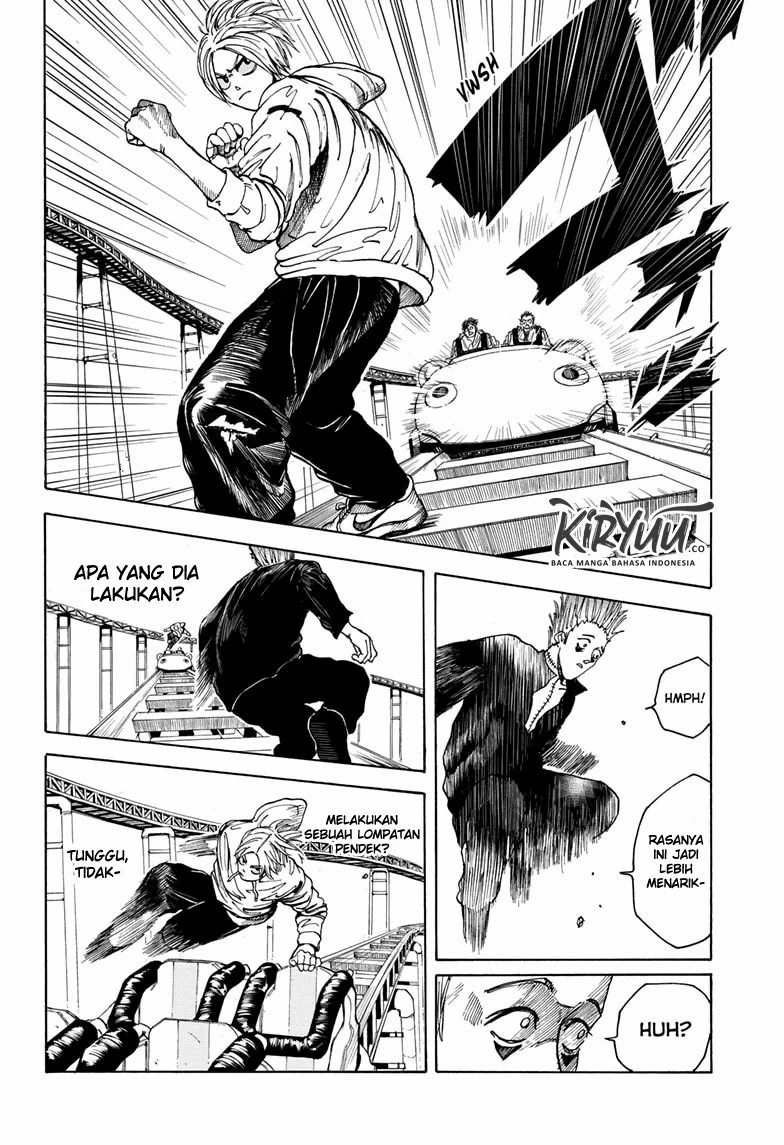 VWSH
KIRYUU.CO
BACA MANGA BAHASA INDONESIA
HMPH!
RASANYA
INI JADI
LEBIH
MENARIK-
HUH?
APA YANG DIA
LAKUKAN?
MELAKUKAN
SEBUAH LOMPATAN
PENDEK?
TUNGGU,
TIDAK-